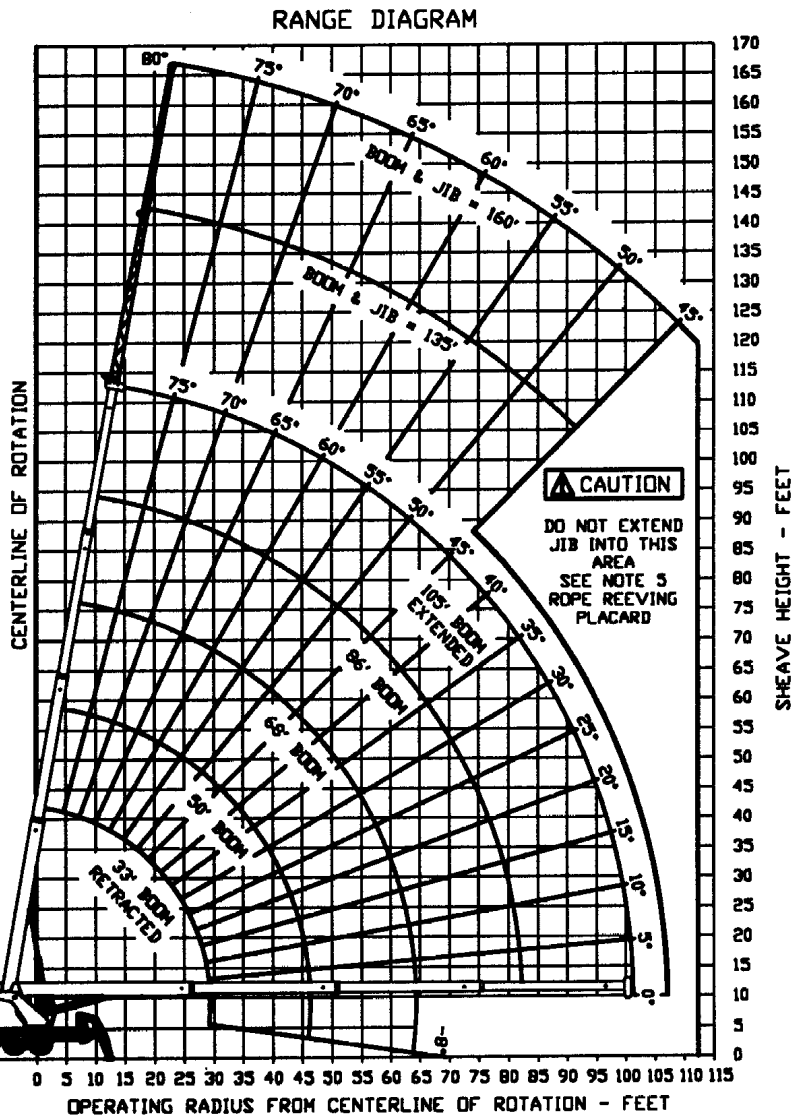 RANGE DIAGRAM
80°
75°
70°
65°
60°
55°
50°
45°
BOOM & JIB = 160'
BOOM & JIB = 135'
75°
70°
65°
60°
55°
50°
45°
40°
35°
30°
25°
20°
15°
10°
5°
0°
-8°
105' BOOM
EXTENDED
86' BOOM
68' BOOM
50' BOOM
33' BOOM
RETRACTED
CAUTION
DO NOT EXTEND
JIB INTO THIS
AREA
SEE NOTE 5
ROPE REEVING
PLACARD
CENTERLINE OF ROTATION
170
165
160
155
150
145
140
135
130
125
120
115
110
105
100
95
90
85
80
75
70
65
60
55
50
45
40
35
30
25
20
15
10
5
0
SHEAVE HEIGHT - FEET
0 5 10 15 20 25 30 35 40 45 50 55 60 65 70 75 80 85 90 95 100 105 110 115
OPERATING RADIUS FROM CENTERLINE OF ROTATION - FEET